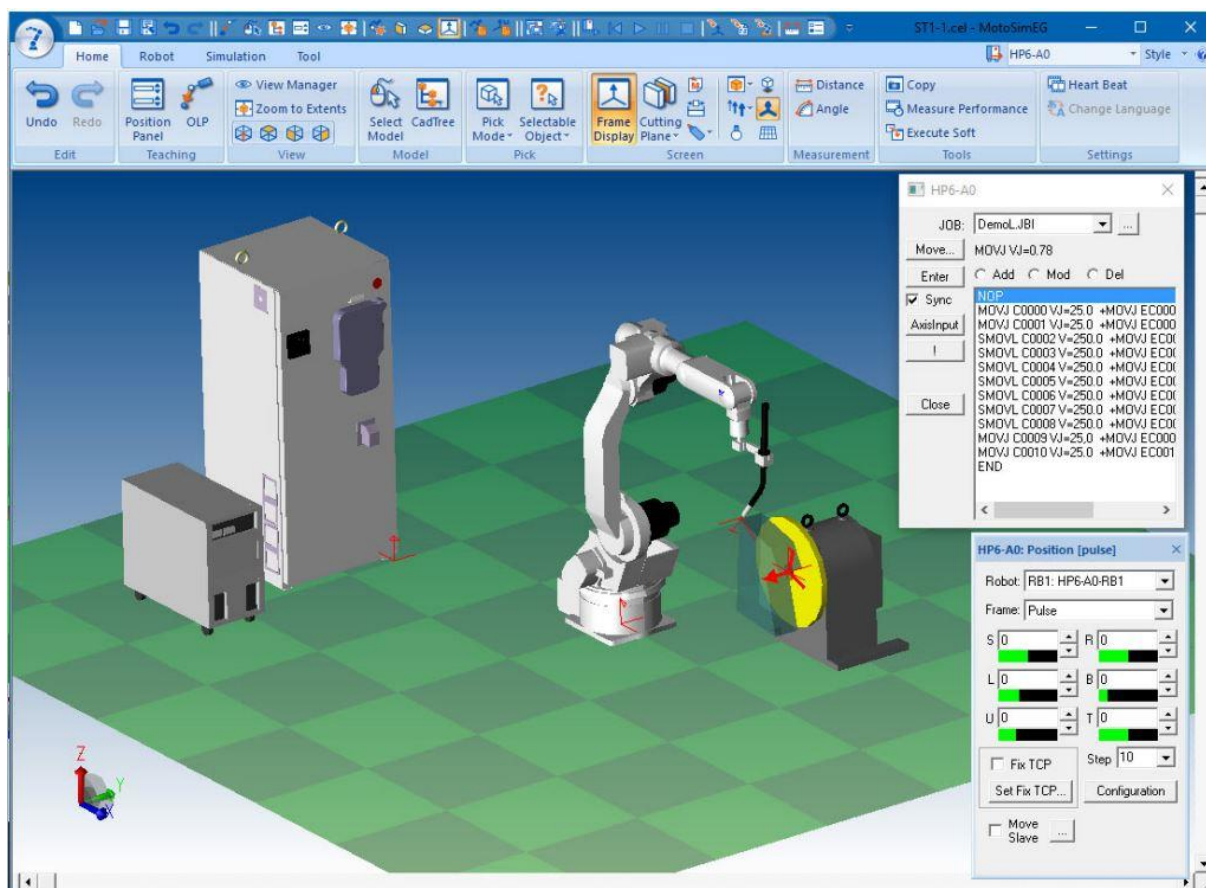 ST1-1.cel - MotoSimEG
Home Robot Simulation Tool
HP6-A0 Style
Undo Redo
Edit
Position Panel OLP
Teaching
View Manager
Zoom to Extents
View
Select Model CadTree
Model
Pick Mode Selectable Object
Pick
Frame Display Cutting Plane
Screen
Distance
Angle
Measurement
Copy
Measure Performance
Execute Soft
Tools
Heart Beat
Change Language
Settings
HP6-A0
JOB: DemoL.JBI ...
Move... MOVJ VJ=0.78
Enter Add Mod Del
Sync
AxisInput
!
Close
NOP
MOVJ C0000 VJ=25.0 +MOVJ EC000
MOVJ C0001 VJ=25.0 +MOVJ EC000
SMOVL C0002 V=250.0 +MOVJ EC00
SMOVL C0003 V=250.0 +MOVJ EC00
SMOVL C0004 V=250.0 +MOVJ EC00
SMOVL C0005 V=250.0 +MOVJ EC00
SMOVL C0006 V=250.0 +MOVJ EC00
SMOVL C0007 V=250.0 +MOVJ EC00
SMOVL C0008 V=250.0 +MOVJ EC00
MOVJ C0009 VJ=25.0 +MOVJ EC000
MOVJ C0010 VJ=25.0 +MOVJ EC001
END
HP6-A0: Position [pulse]
Robot: RB1: HP6-A0-RB1
Frame: Pulse
S 0 R 0
L 0 B 0
U 0 T 0
Fix TCP Step 10
Set Fix TCP... Configuration
Move Slave ...
Z
Y
X